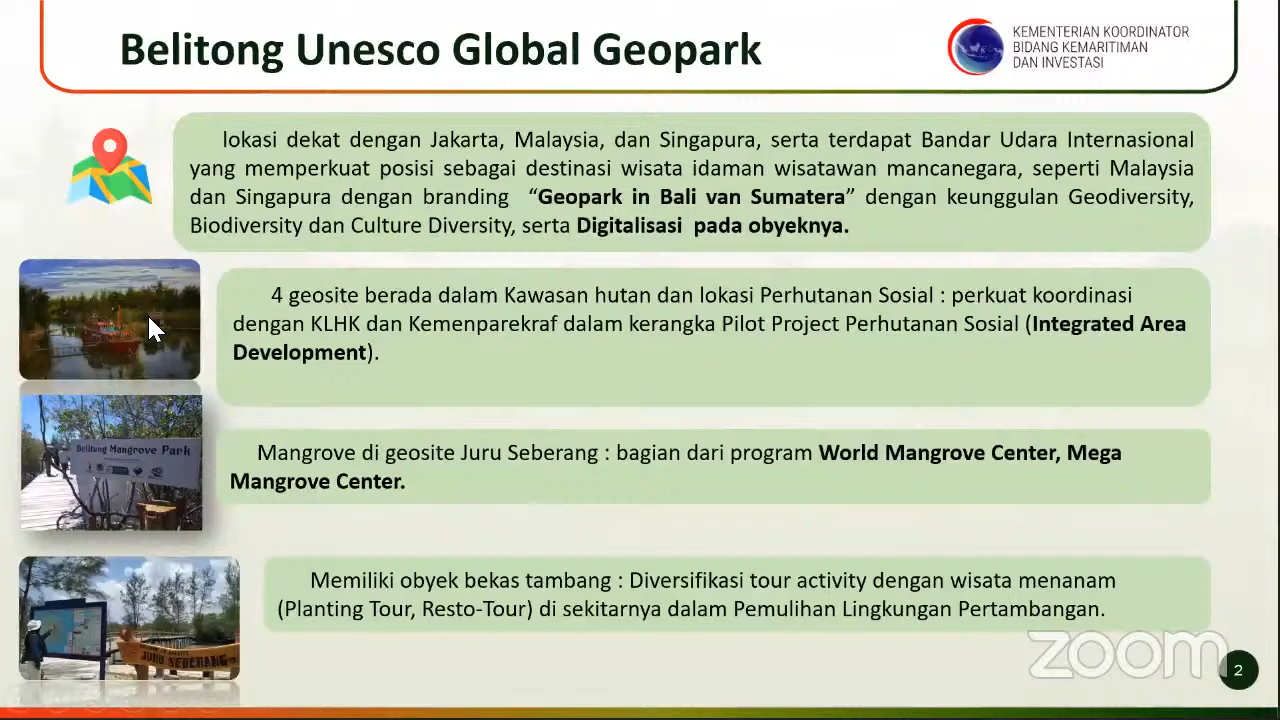 Belitong Unesco Global Geopark
KEMENTERIAN KOORDINATOR
BIDANG KEMARITIMAN
DAN INVESTASI
lokasi dekat dengan Jakarta, Malaysia, dan Singapura, serta terdapat Bandar Udara Internasional
yang memperkuat posisi sebagai destinasi wisata idaman wisatawan mancanegara, seperti Malaysia
dan Singapura dengan branding “Geopark in Bali van Sumatera” dengan keunggulan Geodiversity,
Biodiversity dan Culture Diversity, serta Digitalisasi pada obyeknya.
4 geosite berada dalam Kawasan hutan dan lokasi Perhutanan Sosial : perkuat koordinasi
dengan KLHK dan Kemenparekraf dalam kerangka Pilot Project Perhutanan Sosial (Integrated Area
Development).
Belitung Mangrove Park
Mangrove di geosite Juru Seberang : bagian dari program World Mangrove Center, Mega
Mangrove Center.
Memiliki obyek bekas tambang : Diversifikasi tour activity dengan wisata menanam
(Planting Tour, Resto-Tour) di sekitarnya dalam Pemulihan Lingkungan Pertambangan.
JURU SEBERANG
zoom
2